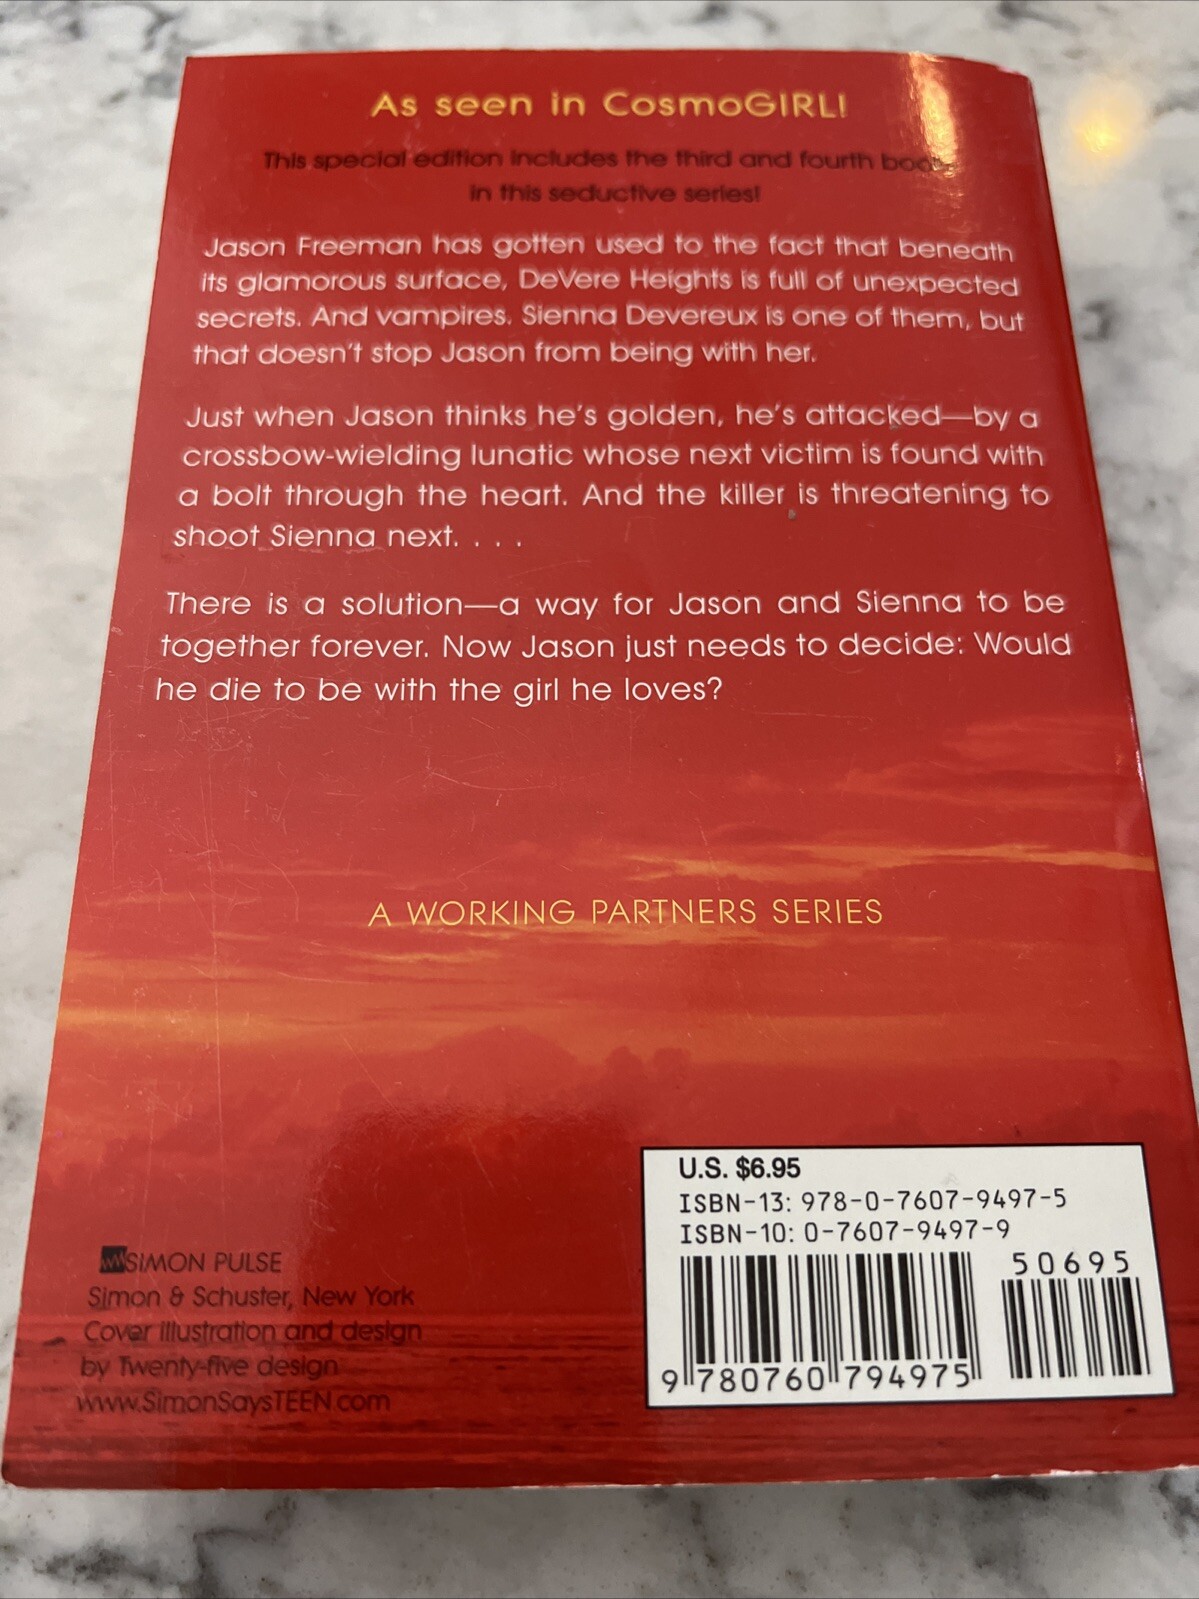 As seen in CosmoGIRL!
This special edition includes the third and fourth books
in this seductive series!
Jason Freeman has gotten used to the fact that beneath
its glamorous surface, DeVere Heights is full of unexpected
secrets. And vampires. Sienna Devereux is one of them, but
that doesn't stop Jason from being with her.
Just when Jason thinks he's golden, he's attacked—by a
crossbow-wielding lunatic whose next victim is found with
a bolt through the heart. And the killer is threatening to
shoot Sienna next. . . .
There is a solution—a way for Jason and Sienna to be
together forever. Now Jason just needs to decide: Would
he die to be with the girl he loves?
A WORKING PARTNERS SERIES
SIMON PULSE
Simon & Schuster, New York
Cover illustration and design
by Twenty-five design
www.SimonSaysTEEN.com
U.S. $6.95
ISBN-13: 978-0-7607-9497-5
ISBN-10: 0-7607-9497-9
50695
9 780760 794975